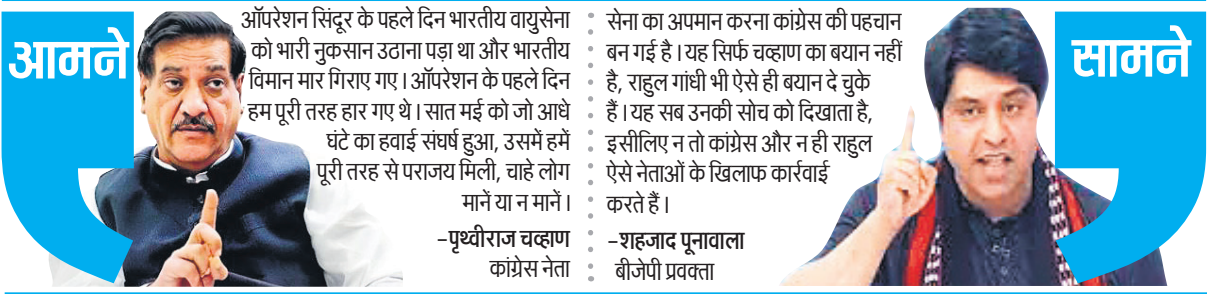 आमने
ऑपरेशन सिंदूर के पहले दिन भारतीय वायुसेना
को भारी नुकसान उठाना पड़ा था और भारतीय
विमान मार गिराए गए। ऑपरेशन के पहले दिन
हम पूरी तरह हार गए थे। सात मई को जो आधे
घंटे का हवाई संघर्ष हुआ, उसमें हमें
पूरी तरह से पराजय मिली, चाहे लोग
मानें या न मानें।
-पृथ्वीराज चव्हाण
कांग्रेस नेता
सेना का अपमान करना कांग्रेस की पहचान
बन गई है। यह सिर्फ चव्हाण का बयान नहीं
है, राहुल गांधी भी ऐसे ही बयान दे चुके
हैं। यह सब उनकी सोच को दिखाता है,
इसीलिए न तो कांग्रेस और न ही राहुल
ऐसे नेताओं के खिलाफ कार्रवाई
करते हैं।
-शहजाद पूनावाला
बीजेपी प्रवक्ता
सामने